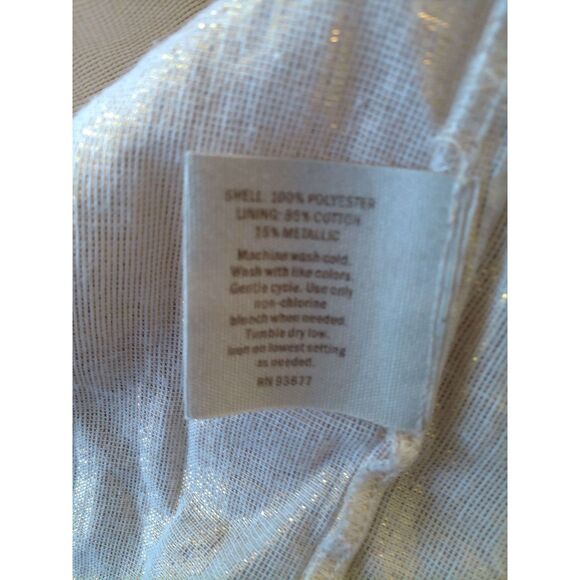 SHELL: 100% POLYESTER
LINING: 85% COTTON
15% METALLIC
Machine wash cold.
Wash with like colors.
Gentle cycle. Use only
non-chlorine
bleach when needed.
Tumble dry low.
Iron on lowest setting
as needed.
RN 93677